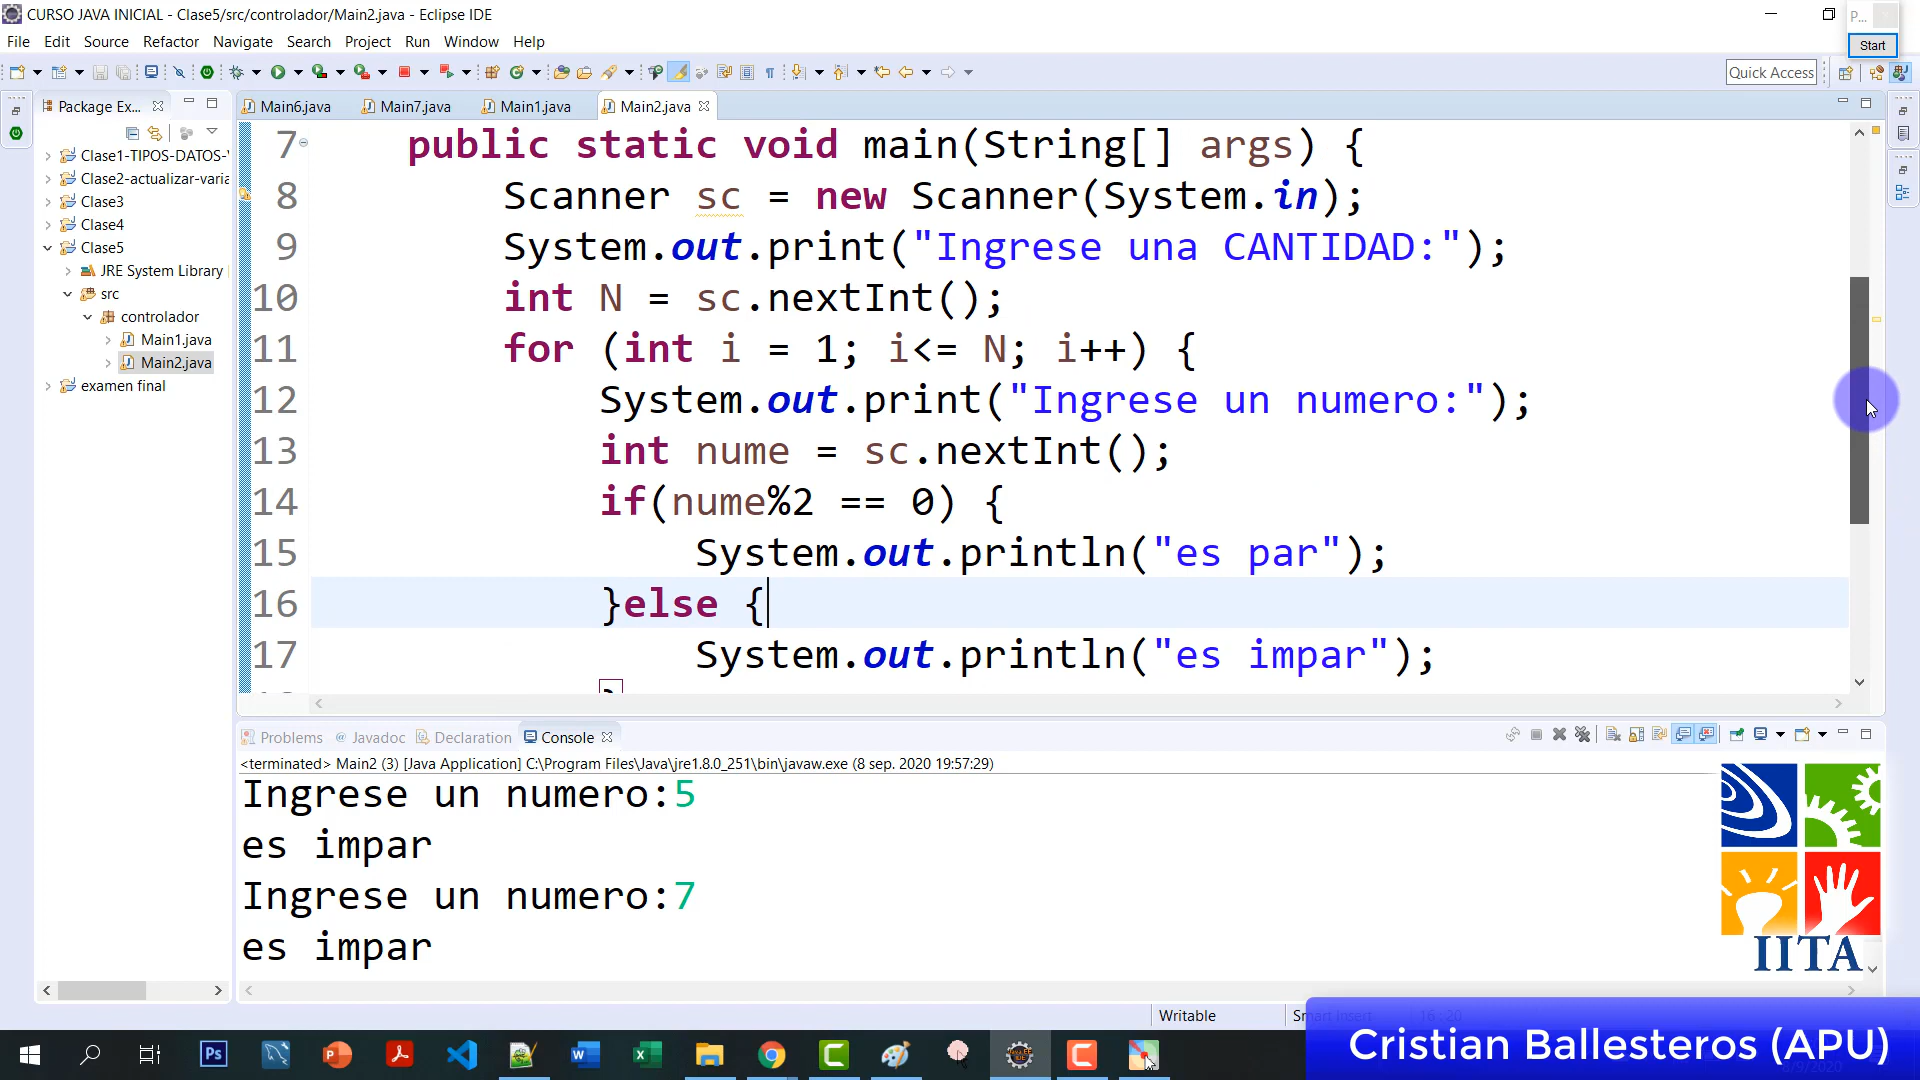 CURSO JAVA INICIAL - Clase5/src/controlador/Main2.java - Eclipse IDE
P...
Start
File Edit Source Refactor Navigate Search Project Run Window Help
Quick Access
Package Ex...
Main6.java Main7.java Main1.java Main2.java
Clase1-TIPOS-DATOS-
Clase2-actualizar-varia
Clase3
Clase4
Clase5
JRE System Library
src
controlador
Main1.java
Main2.java
examen final
7 public static void main(String[] args) {
8 Scanner sc = new Scanner(System.in);
9 System.out.print("Ingrese una CANTIDAD:");
10 int N = sc.nextInt();
11 for (int i = 1; i<= N; i++) {
12 System.out.print("Ingrese un numero:");
13 int nume = sc.nextInt();
14 if(nume%2 == 0) {
15 System.out.println("es par");
16 }else {
17 System.out.println("es impar");
Problems @ Javadoc Declaration Console
<terminated> Main2 (3) [Java Application] C:\Program Files\Java\jre1.8.0_251\bin\javaw.exe (8 sep. 2020 19:57:29)
Ingrese un numero:5
es impar
Ingrese un numero:7
es impar
IITA
Writable
Smart Insert
16 : 20
Cristian Ballesteros (APU)
Ps